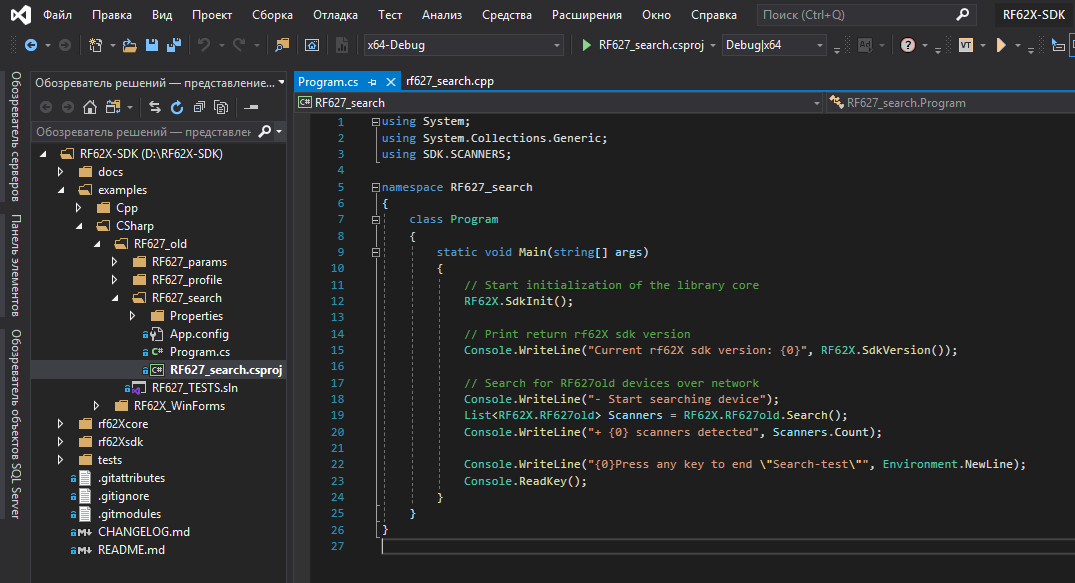 Файл Правка Вид Проект Сборка Отладка Тест Анализ Средства Расширения Окно Справка Поиск (Ctrl+Q) RF62X-SDK
x64-Debug RF627_search.csproj Debug|x64 VT
Обозреватель серверов
Панель элементов
Обозреватель объектов SQL Server
Обозреватель решений — представление...
Обозреватель решений — представлен
RF62X-SDK (D:\RF62X-SDK)
docs
examples
Cpp
CSharp
RF627_old
RF627_params
RF627_profile
RF627_search
Properties
App.config
C# Program.cs
C# RF627_search.csproj
RF627_TESTS.sln
RF62X_WinForms
rf62Xcore
rf62Xsdk
tests
.gitattributes
.gitignore
.gitmodules
CHANGELOG.md
README.md
Program.cs rf627_search.cpp
C# RF627_search RF627_search.Program
1 using System;
2 using System.Collections.Generic;
3 using SDK.SCANNERS;
4
5 namespace RF627_search
6 {
7 class Program
8 {
9 static void Main(string[] args)
10 {
11 // Start initialization of the library core
12 RF62X.SdkInit();
13
14 // Print return rf62X sdk version
15 Console.WriteLine("Current rf62X sdk version: {0}", RF62X.SdkVersion());
16
17 // Search for RF627old devices over network
18 Console.WriteLine("- Start searching device");
19 List<RF62X.RF627old> Scanners = RF62X.RF627old.Search();
20 Console.WriteLine("+ {0} scanners detected", Scanners.Count);
21
22 Console.WriteLine("{0}Press any key to end \"Search-test\"", Environment.NewLine);
23 Console.ReadKey();
24 }
25 }
26 }
27